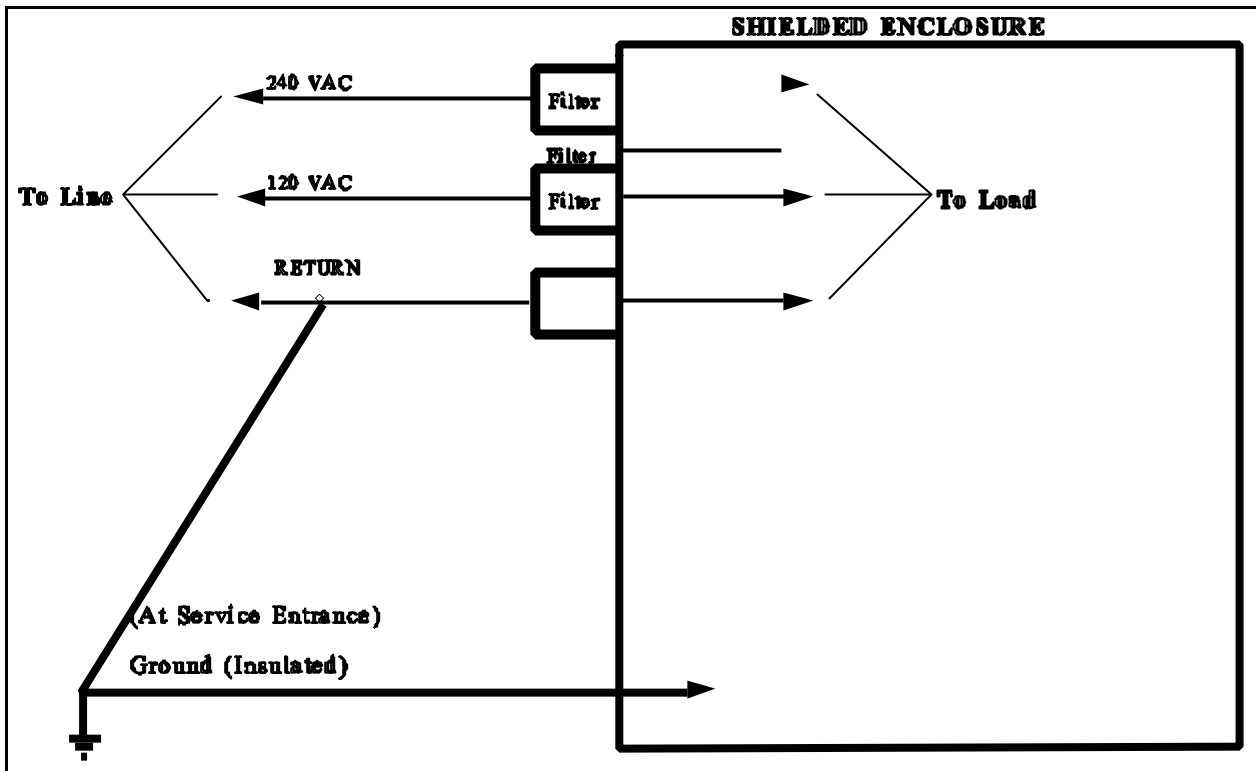 SHIELDED ENCLOSURE
240 VAC
Filter
Filter
120 VAC
Filter
To Line
To Load
RETURN
(At Service Entrance)
Ground (Insulated)